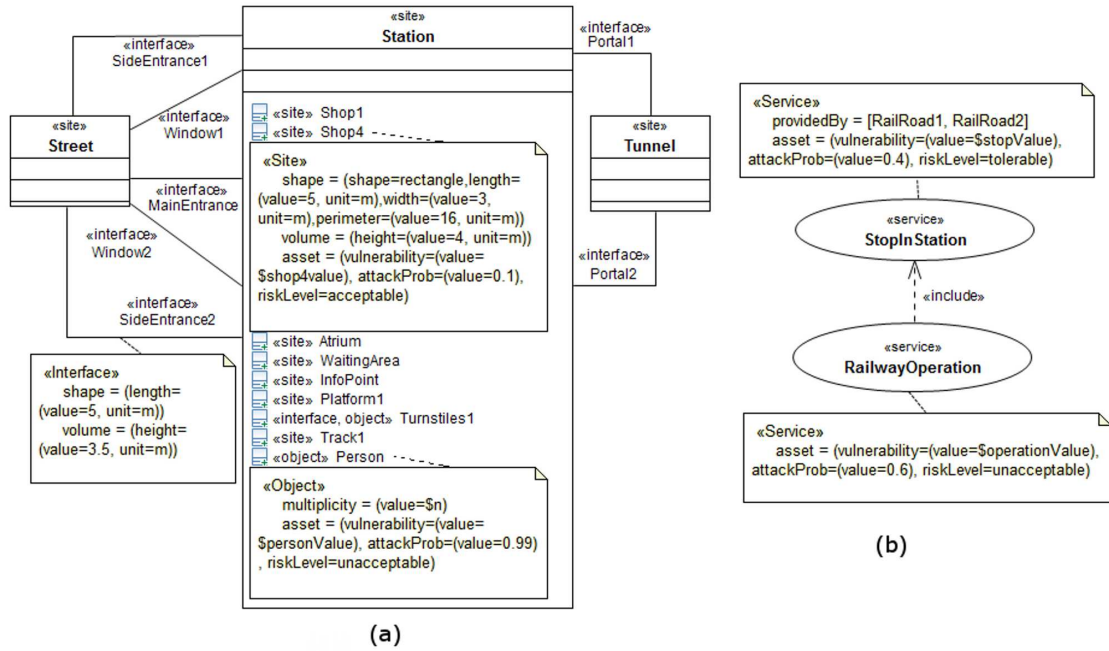 «site»
Station
«interface»
SideEntrance1
«interface»
Window1
«site»
Street
«interface»
MainEntrance
«interface»
Window2
«interface»
SideEntrance2
«Interface»
shape = (length=
(value=5, unit=m))
volume = (height=
(value=3.5, unit=m))
«site» Shop1
«site» Shop4
«Site»
shape = (shape=rectangle,length=
(value=5, unit=m),width=(value=3,
unit=m),perimeter=(value=16, unit=m))
volume = (height=(value=4, unit=m))
asset = (vulnerability=(value=
$shop4value), attackProb=(value=0.1),
riskLevel=acceptable)
«site» Atrium
«site» WaitingArea
«site» InfoPoint
«site» Platform1
«interface, object» Turnstiles1
«site» Track1
«object» Person
«Object»
multiplicity = (value=$n)
asset = (vulnerability=(value=
$personValue), attackProb=(value=0.99)
, riskLevel=unacceptable)
«interface»
Portal1
«site»
Tunnel
«interface»
Portal2
(a)
«Service»
providedBy = [RailRoad1, RailRoad2]
asset = (vulnerability=(value=$stopValue),
attackProb=(value=0.4), riskLevel=tolerable)
«service»
StopInStation
«include»
«service»
RailwayOperation
«Service»
asset = (vulnerability=(value=$operationValue),
attackProb=(value=0.6), riskLevel=unacceptable)
(b)